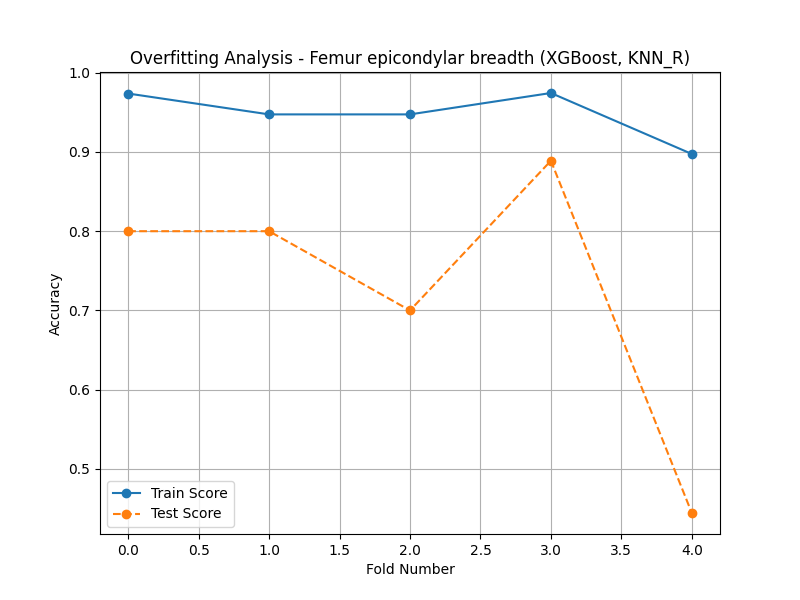 Overfitting Analysis - Femur epicondylar breadth (XGBoost, KNN_R)
Accuracy
1.0
0.9
0.8
0.7
0.6
0.5
Train Score
Test Score
0.0 0.5 1.0 1.5 2.0 2.5 3.0 3.5 4.0
Fold Number